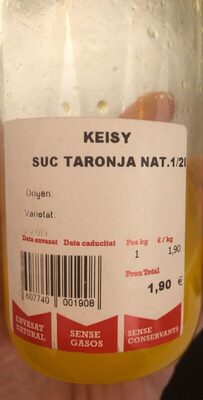 KEISY
SUC TARONJA NAT.1/2l
Origen:
Varietat:
Data envasat Data caducitat Pes kg €/kg
1 1,90
Preu Total
1,90 €
607740 001908
ENVASAT NATURAL
SENSE GASOS
SENSE CONSERVANTS